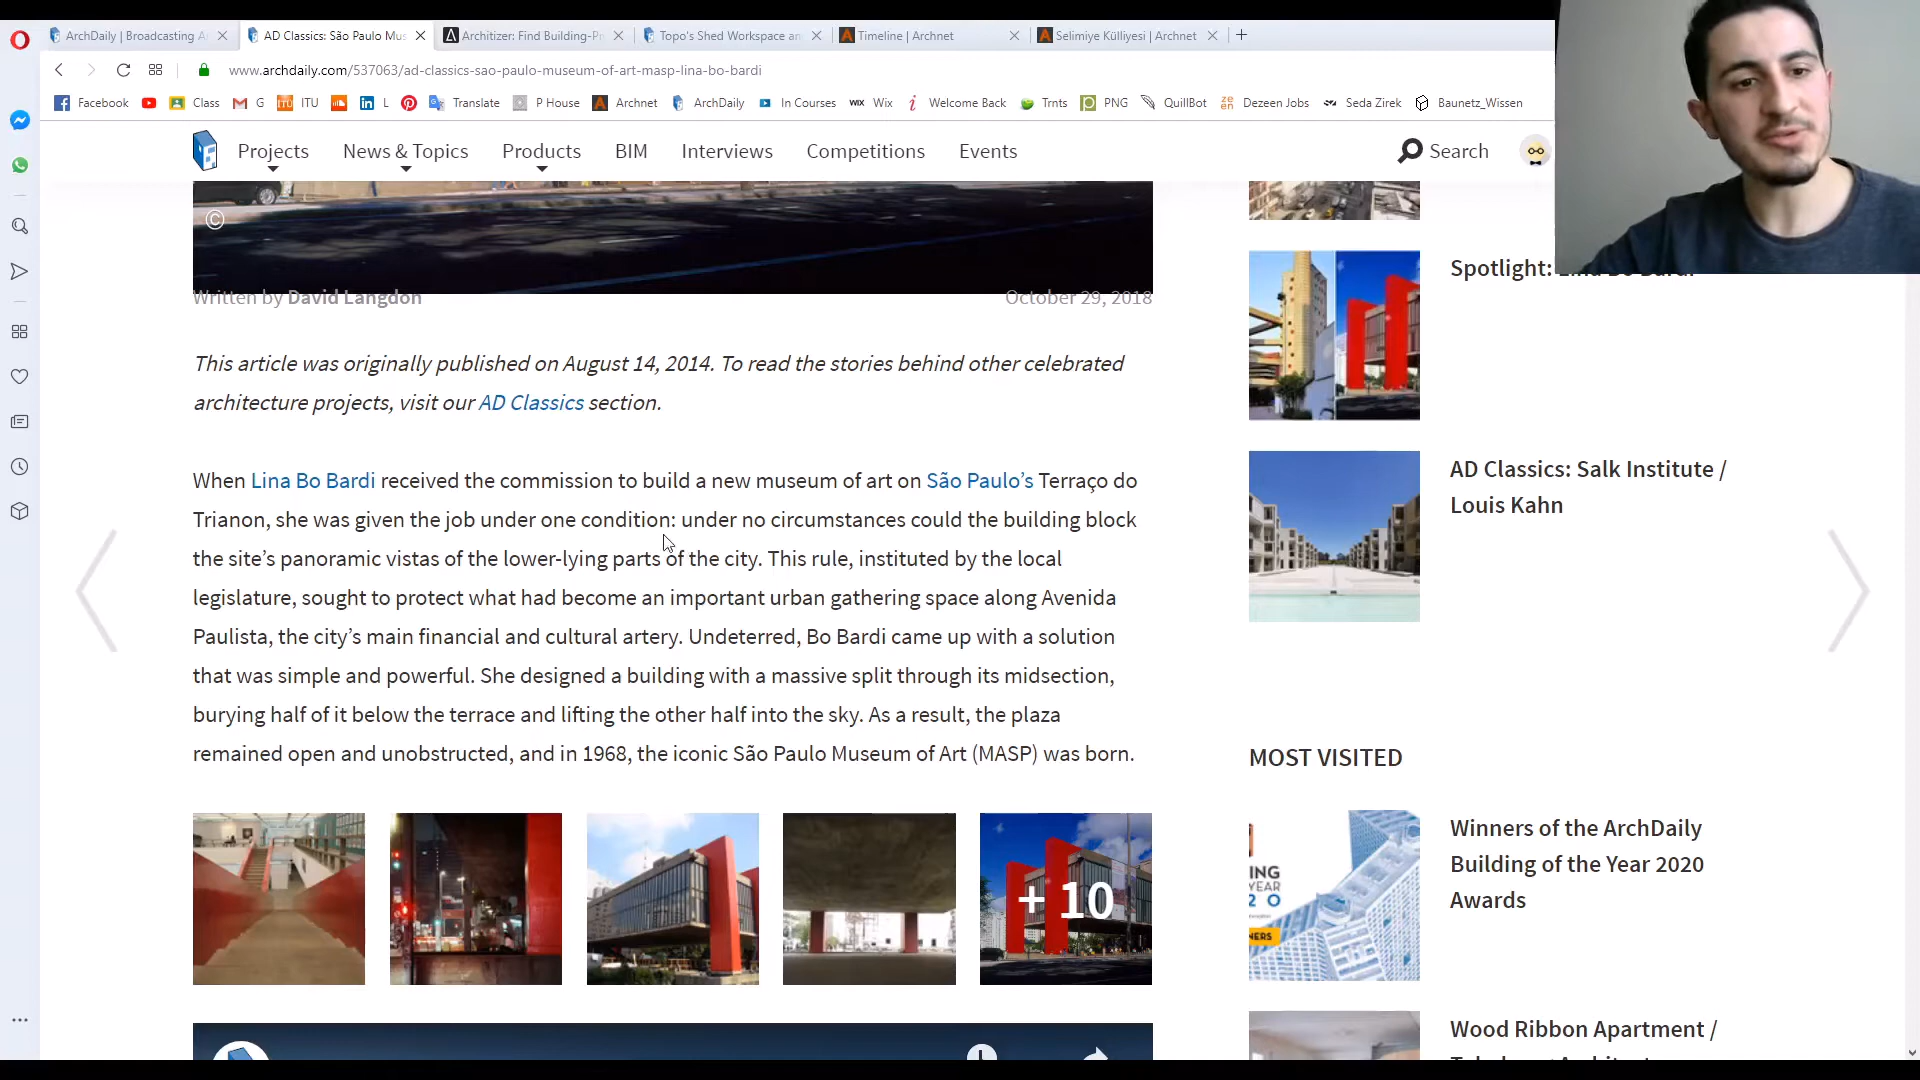 ArchDaily | Broadcasting A
AD Classics: São Paulo Mus
Architizer: Find Building-Pr
Topo's Shed Workspace an
Timeline | Archnet
Selimiye Külliyesi | Archnet
www.archdaily.com/537063/ad-classics-sao-paulo-museum-of-art-masp-lina-bo-bardi
Facebook
Class
G
ITU
ITU
L
Translate
P House
Archnet
ArchDaily
In Courses
WIX Wix
Welcome Back
Trnts
PNG
QuillBot
Dezeen Jobs
Seda Zirek
Baunetz_Wissen
Projects
News & Topics
Products
BIM
Interviews
Competitions
Events
Search
©
Written by David Langdon
October 29, 2018
This article was originally published on August 14, 2014. To read the stories behind other celebrated
architecture projects, visit our AD Classics section.
When Lina Bo Bardi received the commission to build a new museum of art on São Paulo’s Terraço do
Trianon, she was given the job under one condition: under no circumstances could the building block
the site’s panoramic vistas of the lower-lying parts of the city. This rule, instituted by the local
legislature, sought to protect what had become an important urban gathering space along Avenida
Paulista, the city’s main financial and cultural artery. Undeterred, Bo Bardi came up with a solution
that was simple and powerful. She designed a building with a massive split through its midsection,
burying half of it below the terrace and lifting the other half into the sky. As a result, the plaza
remained open and unobstructed, and in 1968, the iconic São Paulo Museum of Art (MASP) was born.
+ 10
Spotlight: Lina Bo Bardi
AD Classics: Salk Institute /
Louis Kahn
MOST VISITED
Winners of the ArchDaily
Building of the Year 2020
Awards
Wood Ribbon Apartment /